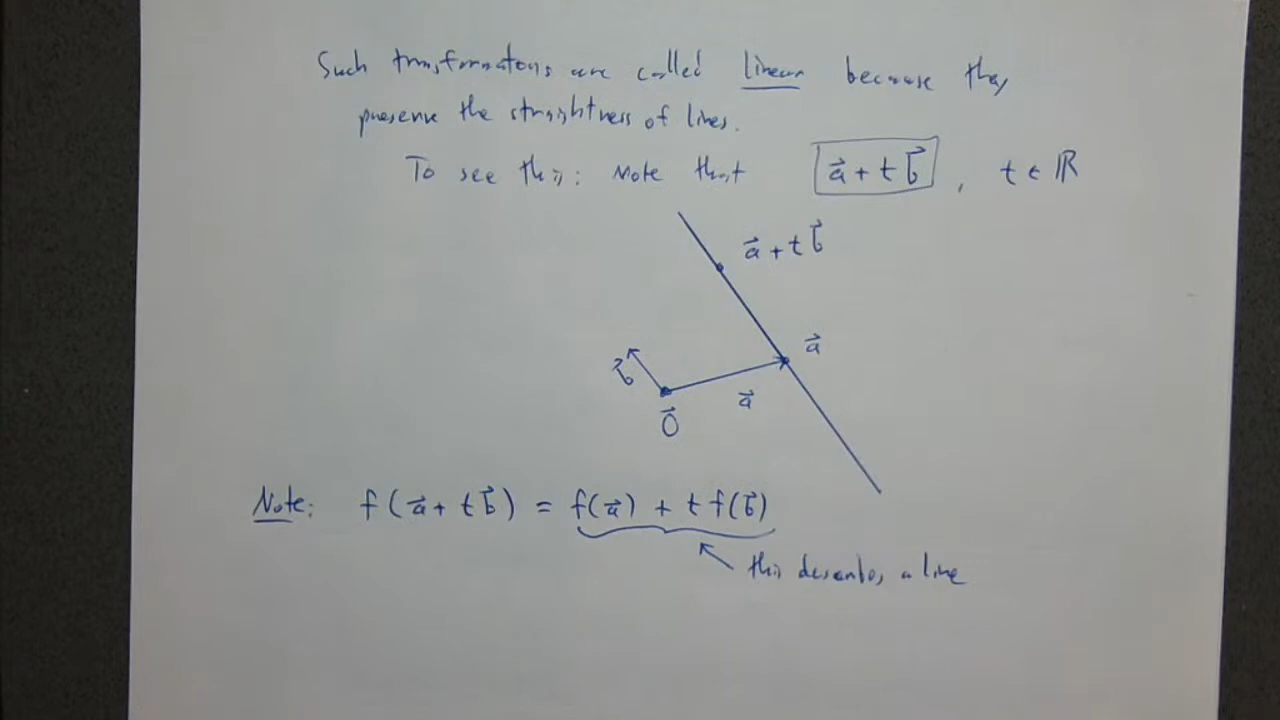 Such transformations are called linear because they
preserve the straightness of lines.
To see this: Note that a⃗ + t b⃗ , t ∈ ℝ
a⃗ + t b⃗
a⃗
b⃗
a⃗
0⃗
Note: f(a⃗ + t b⃗) = f(a⃗) + t f(b⃗)
this describes a line